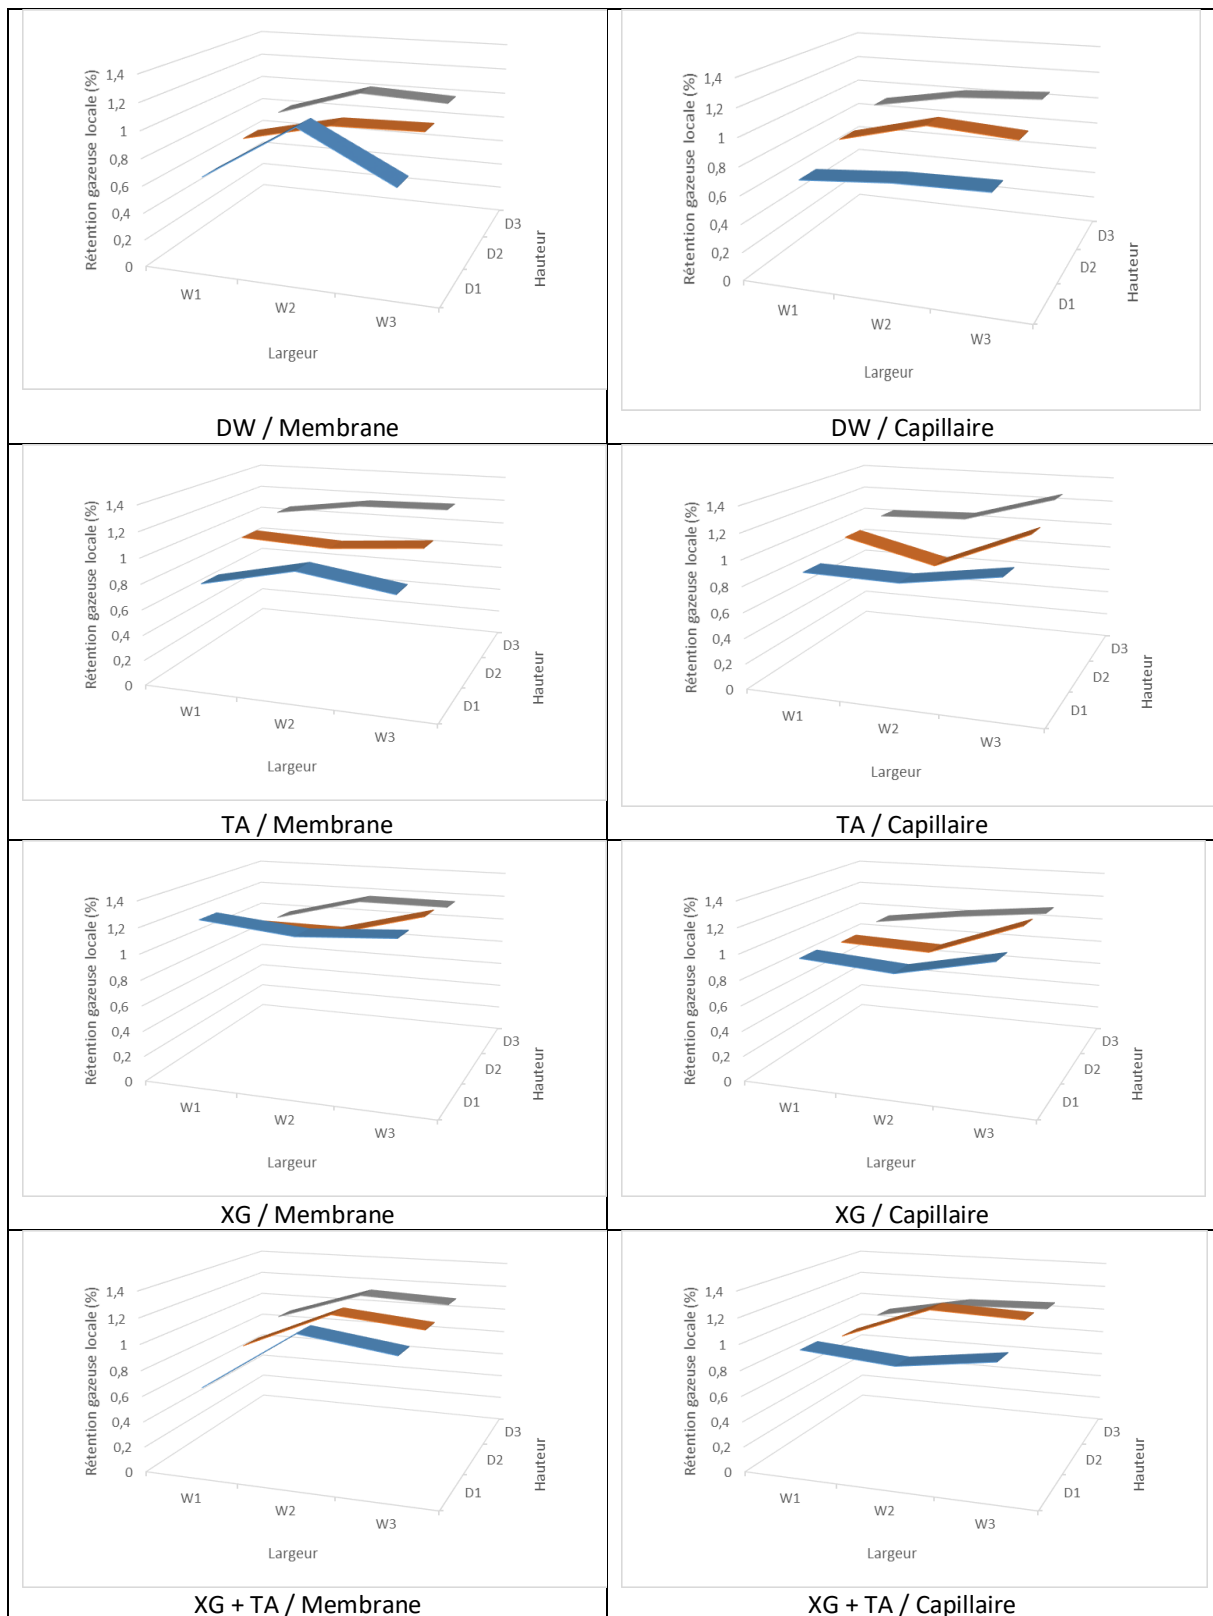 Rétention gazeuse locale (%)
1,4
1,2
1
0,8
0,6
0,4
0,2
0
W1
W2
W3
Largeur
D1
D2
D3
Hauteur
DW / Membrane
Rétention gazeuse locale (%)
1,4
1,2
1
0,8
0,6
0,4
0,2
0
W1
W2
W3
Largeur
D1
D2
D3
Hauteur
DW / Capillaire
Rétention gazeuse locale (%)
1,4
1,2
1
0,8
0,6
0,4
0,2
0
W1
W2
W3
Largeur
D1
D2
D3
Hauteur
TA / Membrane
Rétention gazeuse locale (%)
1,4
1,2
1
0,8
0,6
0,4
0,2
0
W1
W2
W3
Largeur
D1
D2
D3
Hauteur
TA / Capillaire
Rétention gazeuse locale (%)
1,4
1,2
1
0,8
0,6
0,4
0,2
0
W1
W2
W3
Largeur
D1
D2
D3
Hauteur
XG / Membrane
Rétention gazeuse locale (%)
1,4
1,2
1
0,8
0,6
0,4
0,2
0
W1
W2
W3
Largeur
D1
D2
D3
Hauteur
XG / Capillaire
Rétention gazeuse locale (%)
1,4
1,2
1
0,8
0,6
0,4
0,2
0
W1
W2
W3
Largeur
D1
D2
D3
Hauteur
XG + TA / Membrane
Rétention gazeuse locale (%)
1,4
1,2
1
0,8
0,6
0,4
0,2
0
W1
W2
W3
Largeur
D1
D2
D3
Hauteur
XG + TA / Capillaire